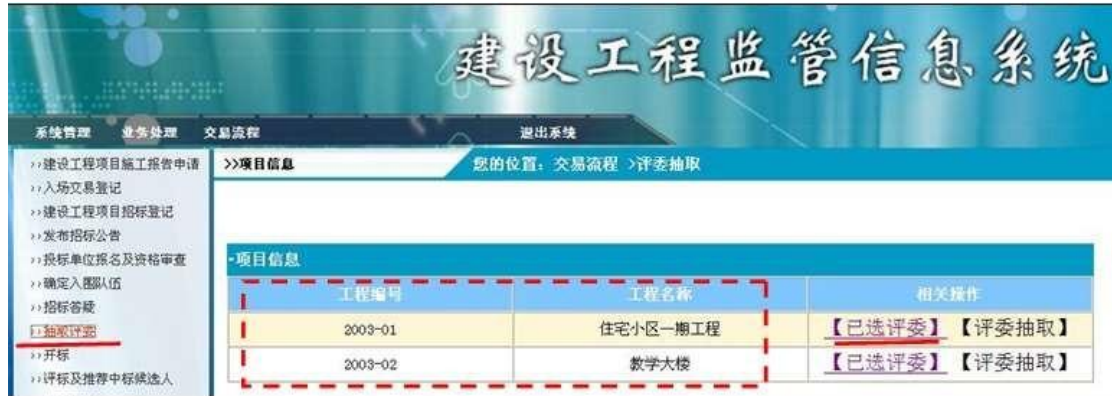 建设工程监管信息系统
系统管理 业务处理 交易流程 退出系统
>>建设工程项目施工报告申请
>>入场交易登记
>>建设工程项目招标登记
>>发布招标公告
>>投标单位报名及资格审查
>>确定入围队伍
>>招标答疑
>>抽取评委
>>开标
>>评标及推荐中标候选人
>>项目信息 您的位置：交易流程 >评委抽取
-项目信息
工程编号 工程名称 相关操作
2003-01 住宅小区一期工程 【已选评委】【评委抽取】
2003-02 教学大楼 【已选评委】【评委抽取】